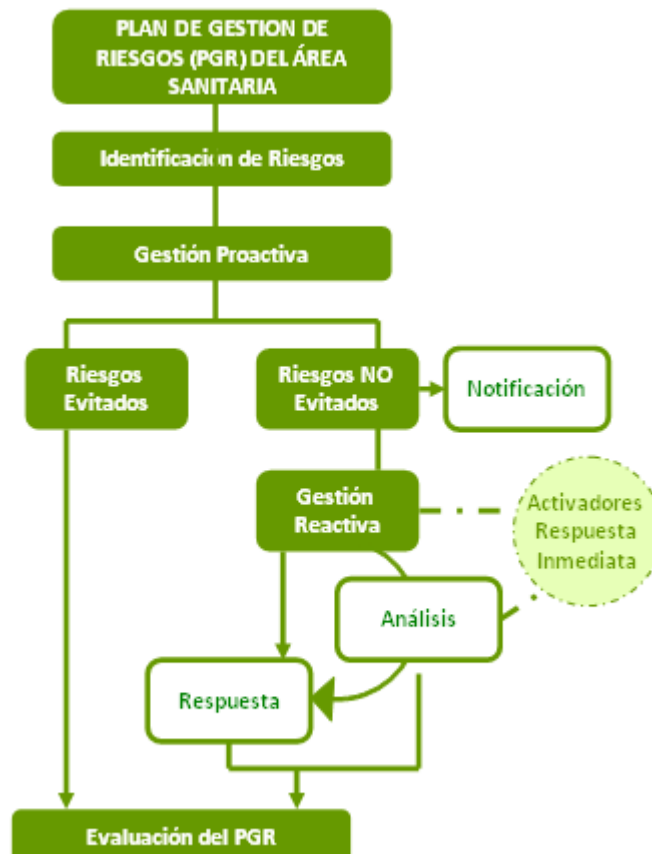 PLAN DE GESTION DE
RIESGOS (PGR) DEL ÁREA
SANITARIA
Identificación de Riesgos
Gestión Proactiva
Riesgos
Evitados
Riesgos NO
Evitados
Notificación
Gestión
Reactiva
Activadores
Respuesta
Inmediata
Análisis
Respuesta
Evaluación del PGR